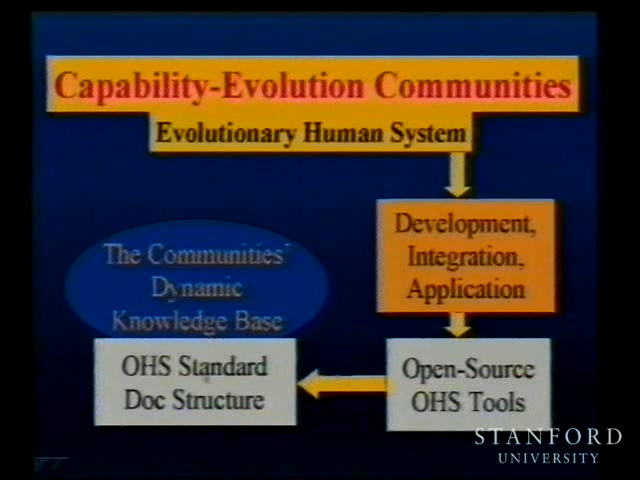 Capability-Evolution Communities
Evolutionary Human System
Development,
Integration,
Application
The Communities'
Dynamic
Knowledge Base
OHS Standard
Doc Structure
Open-Source
OHS Tools
STANFORD
UNIVERSITY